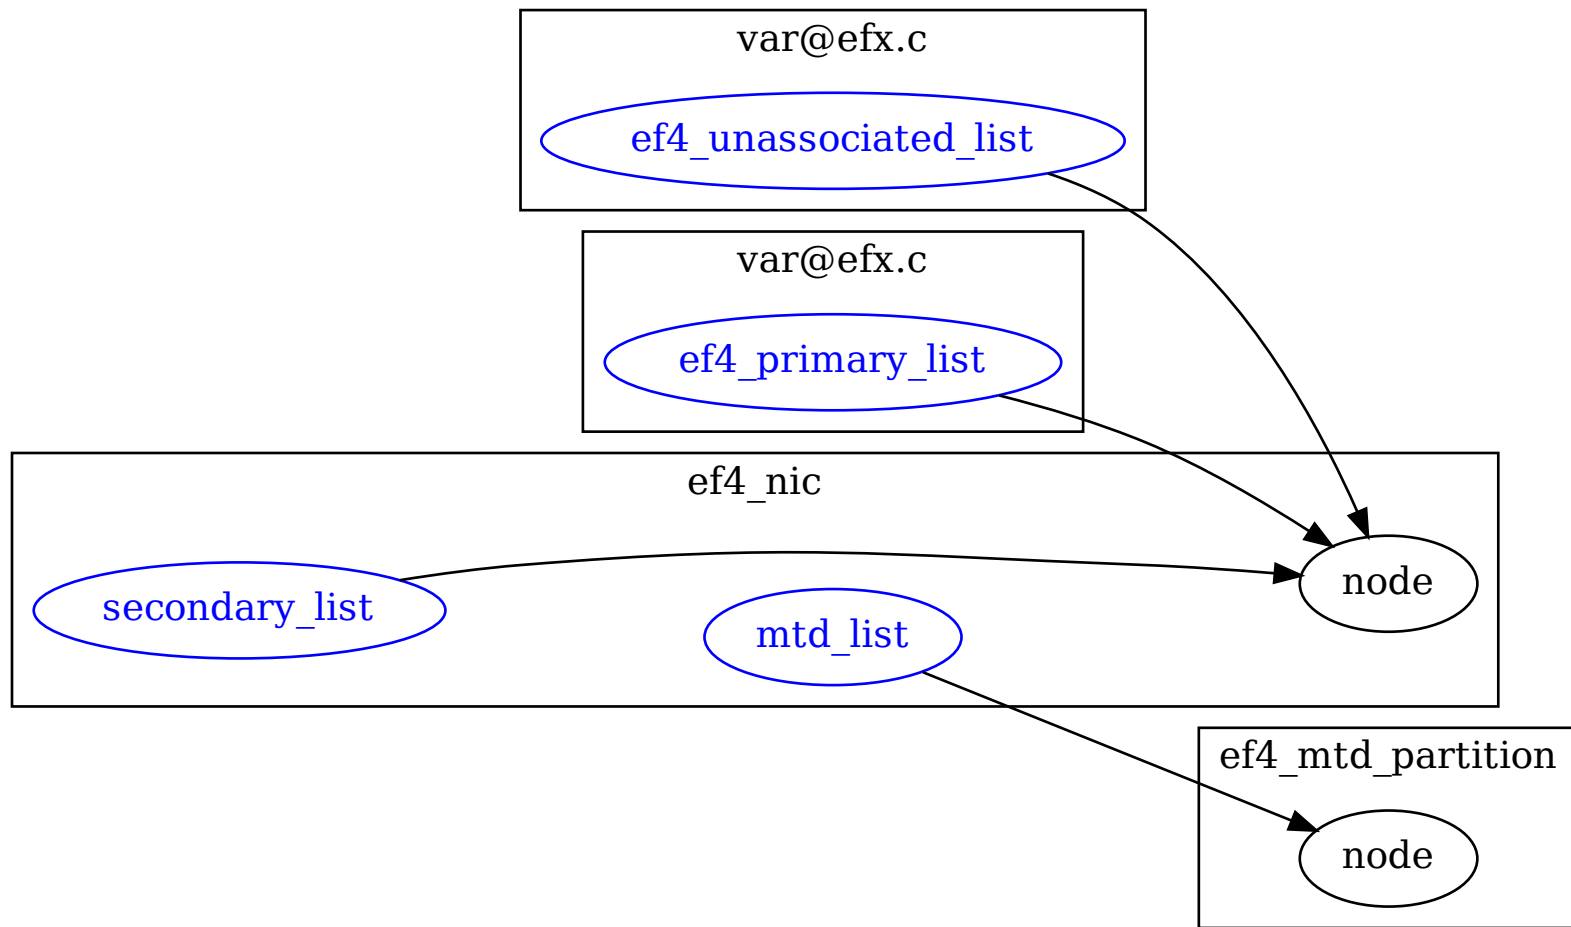 var@efx.c
ef4_unassociated_list
var@efx.c
ef4_primary_list
ef4_nic
secondary_list
mtd_list
node
ef4_mtd_partition
node